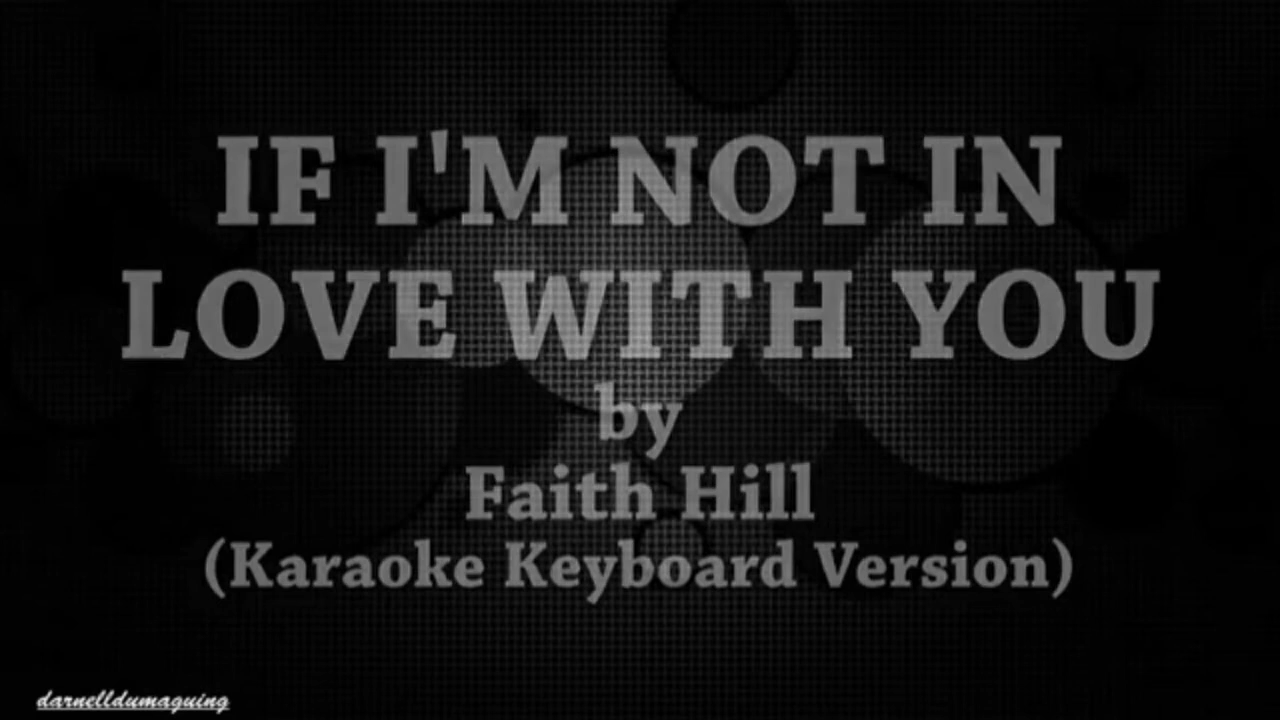 IF I'M NOT IN
LOVE WITH YOU
by
Faith Hill
(Karaoke Keyboard Version)
darnelldumaguing